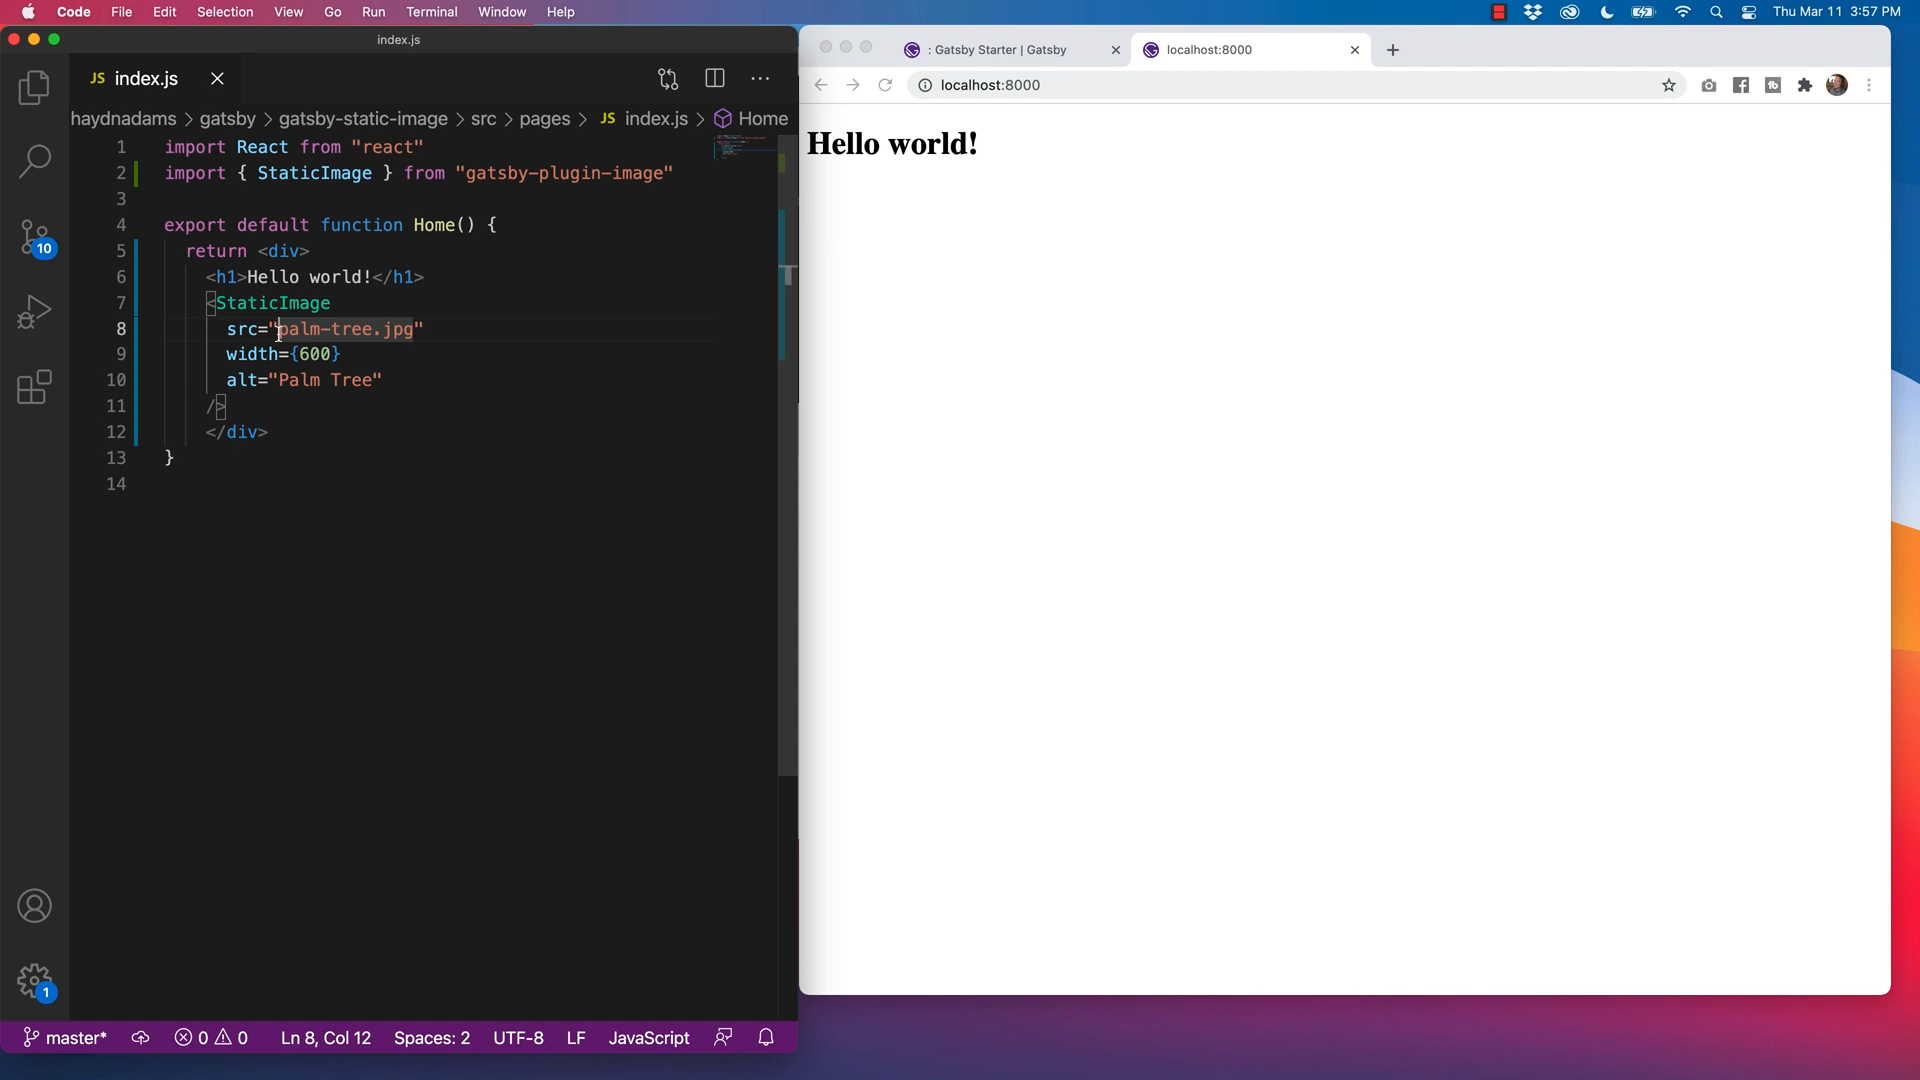 Code File Edit Selection View Go Run Terminal Window Help Thu Mar 11 3:57 PM
index.js
JS index.js
haydnadams > gatsby > gatsby-static-image > src > pages > JS index.js > Home
1 import React from "react"
2 import { StaticImage } from "gatsby-plugin-image"
3
4 export default function Home() {
5 return <div>
6 <h1>Hello world!</h1>
7 <StaticImage
8 src="palm-tree.jpg"
9 width={600}
10 alt="Palm Tree"
11 />
12 </div>
13 }
14
10
1
master* 0 0 Ln 8, Col 12 Spaces: 2 UTF-8 LF JavaScript
: Gatsby Starter | Gatsby localhost:8000
localhost:8000
Hello world!